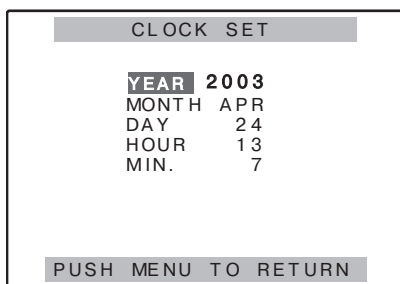 CLOCK SET
YEAR 2003
MONTH APR
DAY 24
HOUR 13
MIN. 7
PUSH MENU TO RETURN